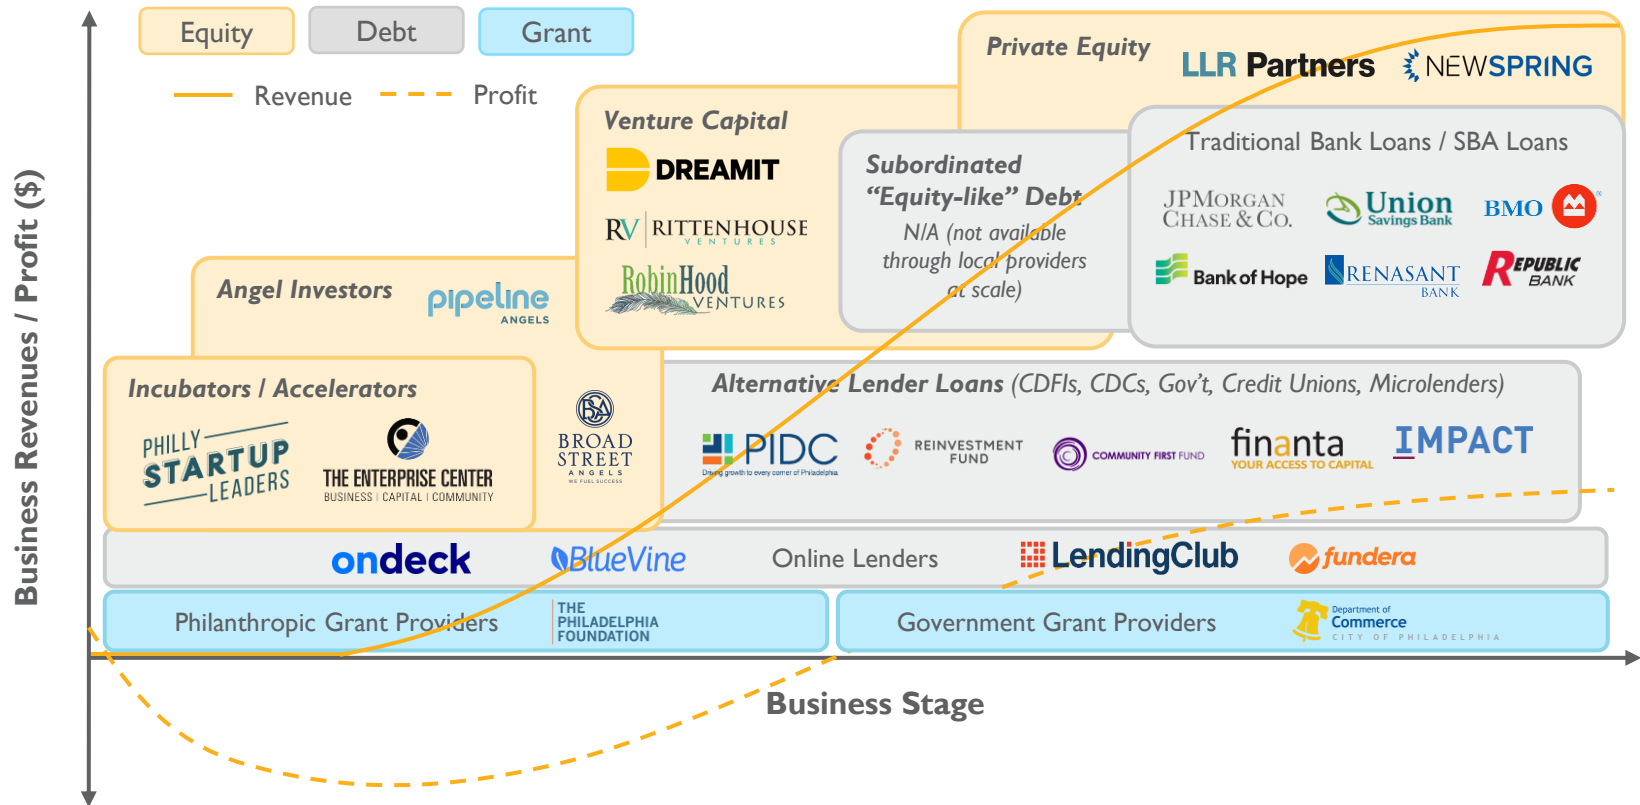 Equity
Debt
Grant
Revenue
Profit
Business Revenues / Profit ($)
Private Equity
LLR Partners
NEWSPRING
Venture Capital
DREAMIT
RV RITTENHOUSE
VENTURES
RobinHood
VENTURES
Subordinated
“Equity-like” Debt
N/A (not available
through local providers
at scale)
Traditional Bank Loans / SBA Loans
JPMORGAN
CHASE & CO.
Union
Savings Bank
BMO
®
Bank of Hope
RENASANT
BANK
REPUBLIC
BANK
Angel Investors
pipeline
ANGELS
BSA
BROAD
STREET
ANGELS
WE FUEL SUCCESS
Incubators / Accelerators
PHILLY
STARTUP
LEADERS
THE ENTERPRISE CENTER
BUSINESS | CAPITAL | COMMUNITY
Alternative Lender Loans (CDFIs, CDCs, Gov’t, Credit Unions, Microlenders)
PIDC
Driving growth to every corner of Philadelphia
REINVESTMENT
FUND
COMMUNITY FIRST FUND
finanta
YOUR ACCESS TO CAPITAL
IMPACT
ondeck
BlueVine
Online Lenders
LendingClub
fundera
Philanthropic Grant Providers
THE
PHILADELPHIA
FOUNDATION
Government Grant Providers
Department of
Commerce
CITY OF PHILADELPHIA
Business Stage